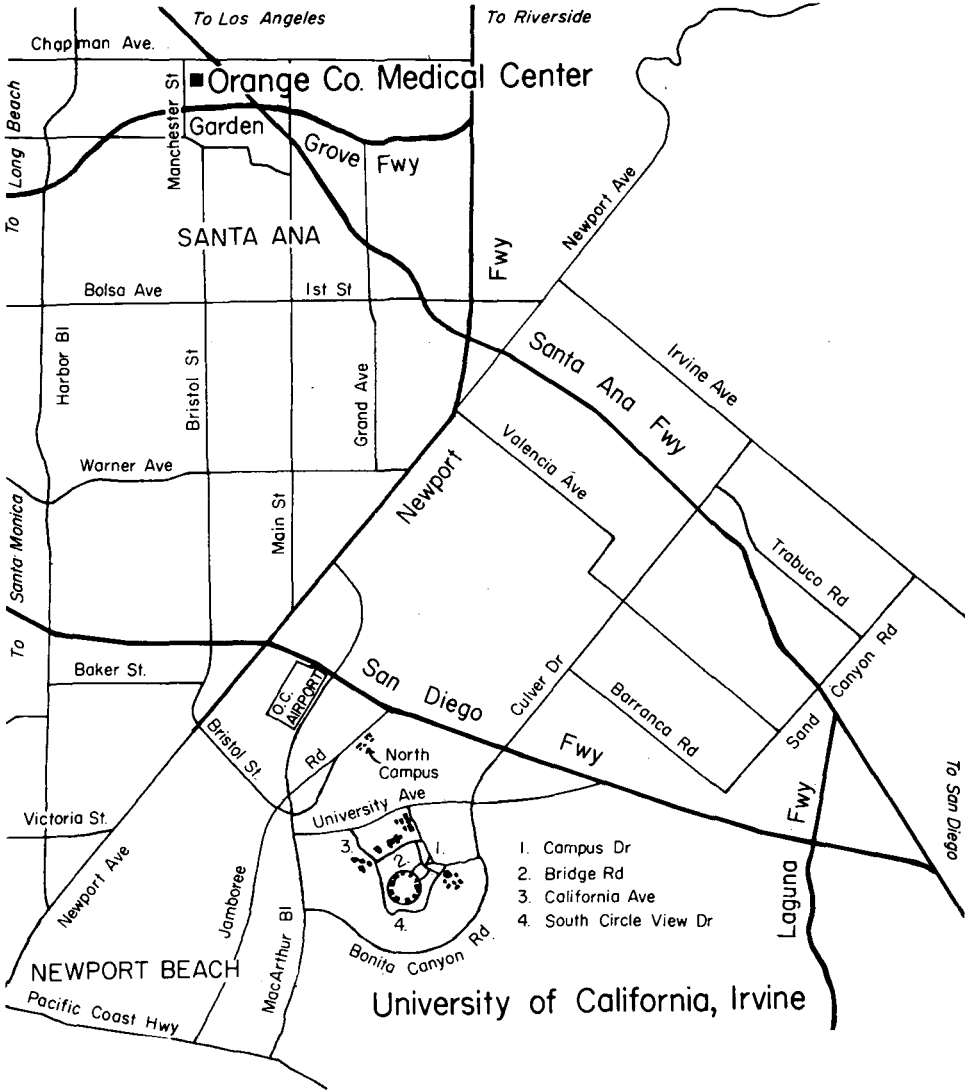 To Los Angeles
To Riverside
Chapman Ave.
Orange Co. Medical Center
Manchester St
To Long Beach
Garden Grove Fwy
Newport Ave
SANTA ANA
Fwy
Bolsa Ave
1st St
Harbor Bl
Bristol St
Grand Ave
Santa Ana Fwy
Irvine Ave
Warner Ave
Main St
Newport
Valencia Ave
To Santa Monica
Trabuco Rd
Baker St.
O.C. AIRPORT
San Diego Fwy
Culver Dr
Barranca Rd
Sand Canyon Rd
Bristol St.
Rd
North
Campus
To San Diego
Victoria St.
University Ave
Fwy
3.
2.
1.
4.
1. Campus Dr
2. Bridge Rd
3. California Ave
4. South Circle View Dr
Newport Ave
Jamboree
MacArthur Bl
Bonita Canyon Rd
Laguna
NEWPORT BEACH
Pacific Coast Hwy
University of California, Irvine